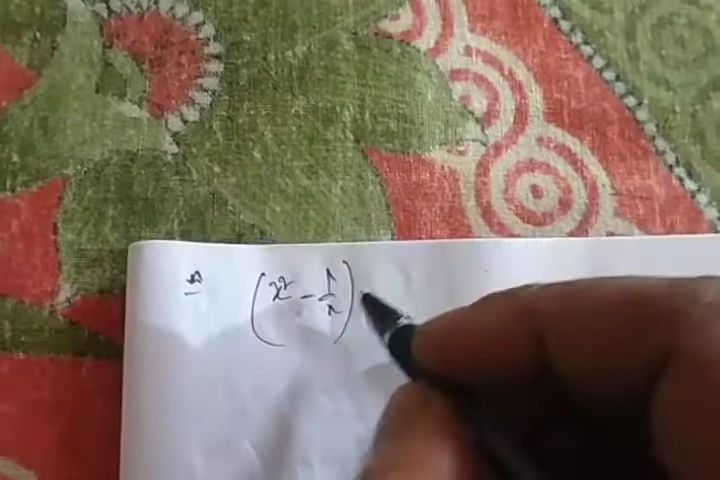 (x² - 1/x)